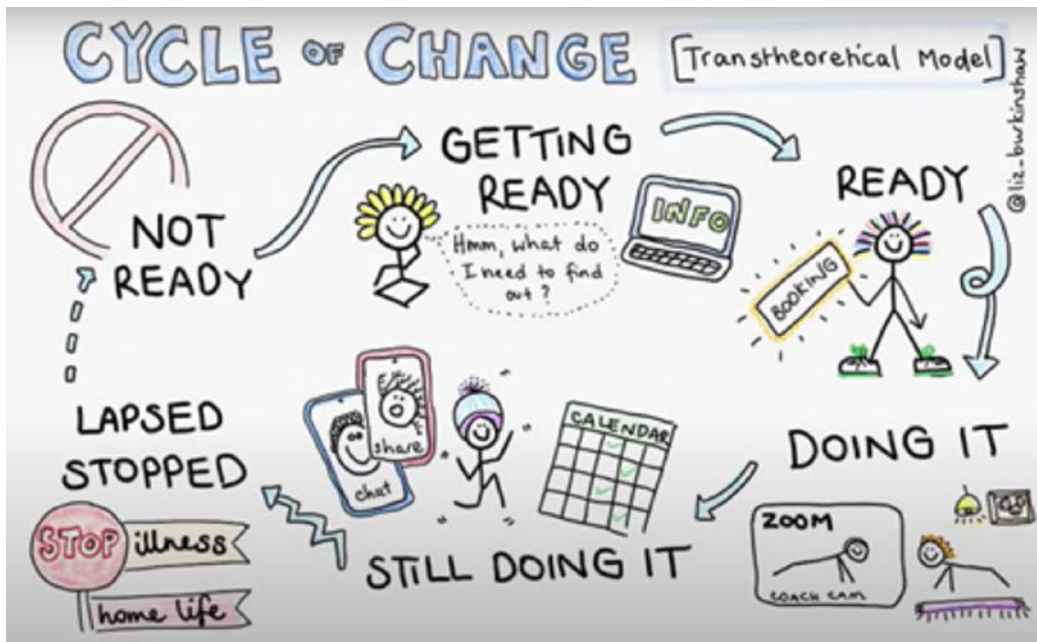 CYCLE OF CHANGE
[Transtheoretical Model]
@liz_burkinshaw
NOT
READY
GETTING
READY
Hmm, what do
I need to find
out?
INFO
READY
BOOKING
DOING IT
ZOOM
COACH CAM
CALENDAR
STILL DOING IT
share
chat
LAPSED
STOPPED
STOP
illness
home life